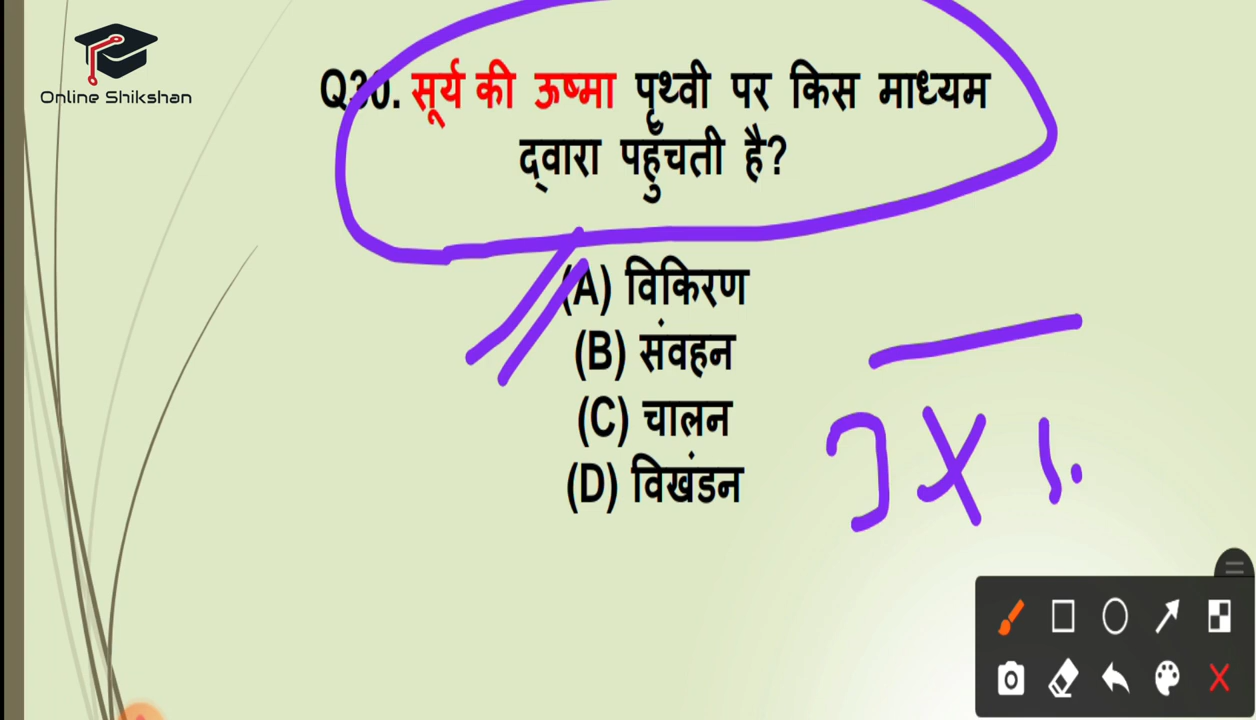 Online Shikshan
Q30. सूर्य की ऊष्मा पृथ्वी पर किस माध्यम
द्वारा पहुँचती है?
(A) विकिरण
(B) संवहन
(C) चालन
(D) विखंडन